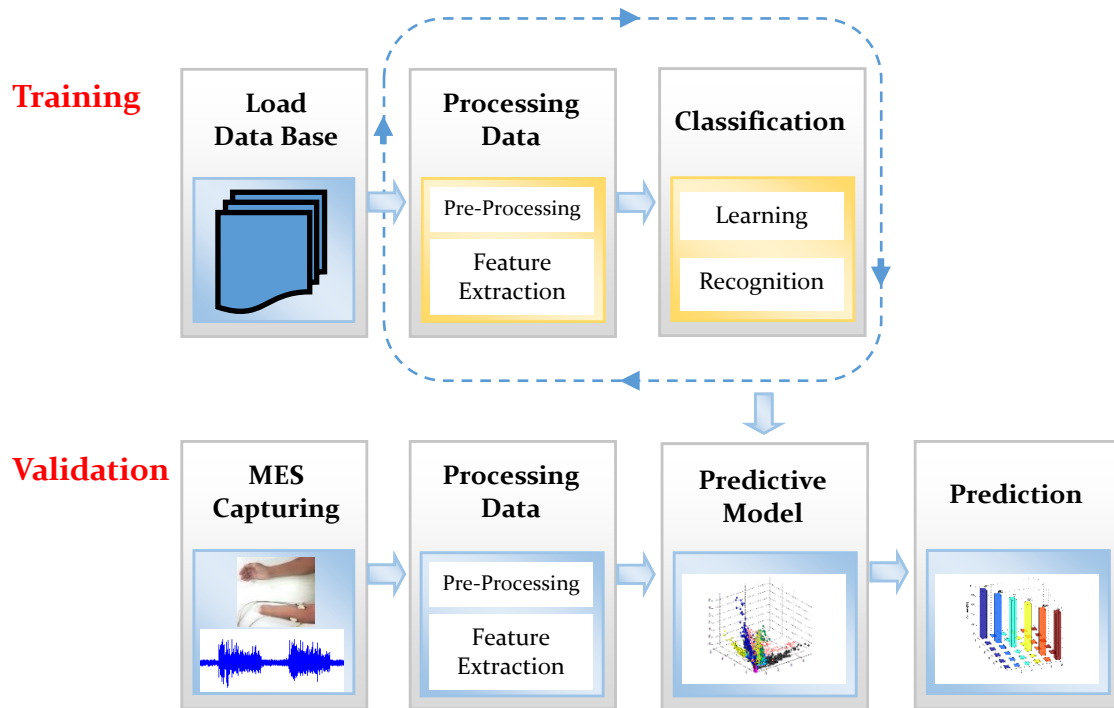 Training
Load
Data Base
Processing
Data
Pre-Processing
Feature
Extraction
Classification
Learning
Recognition
Validation
MES
Capturing
Processing
Data
Pre-Processing
Feature
Extraction
Predictive
Model
Prediction